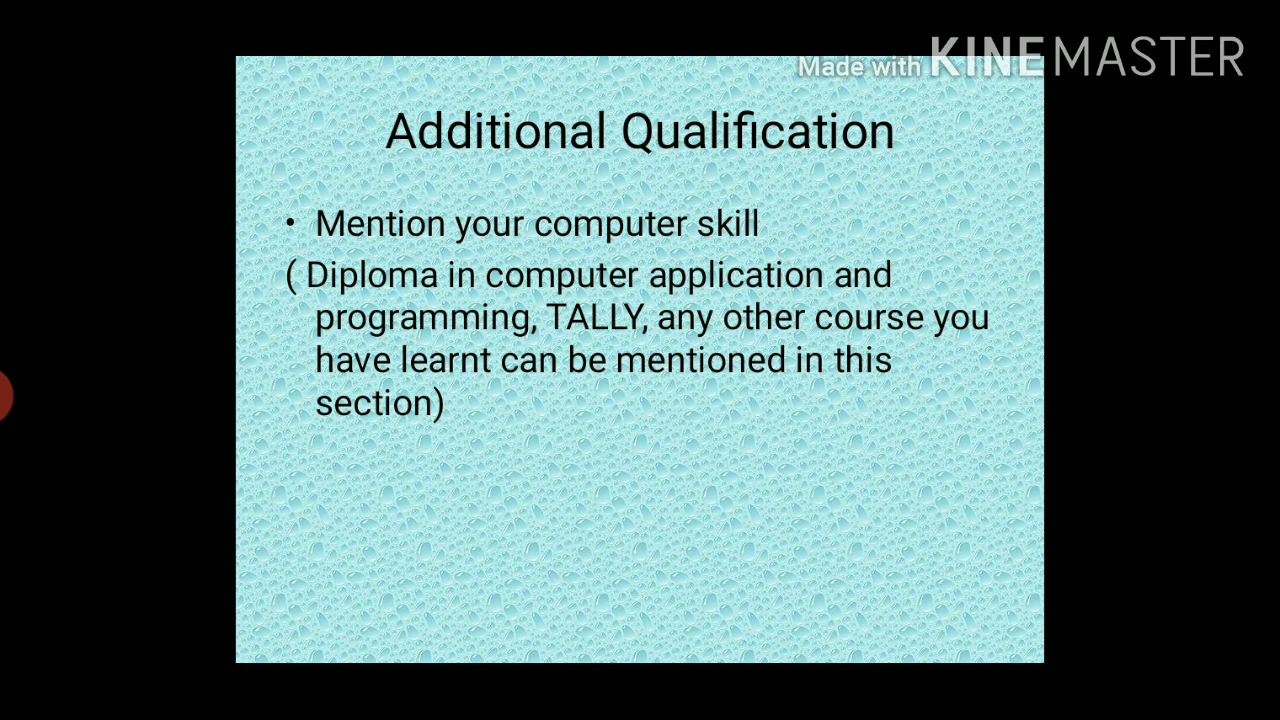 Made with KINEMASTER
Additional Qualification
• Mention your computer skill
( Diploma in computer application and
programming, TALLY, any other course you
have learnt can be mentioned in this
section)